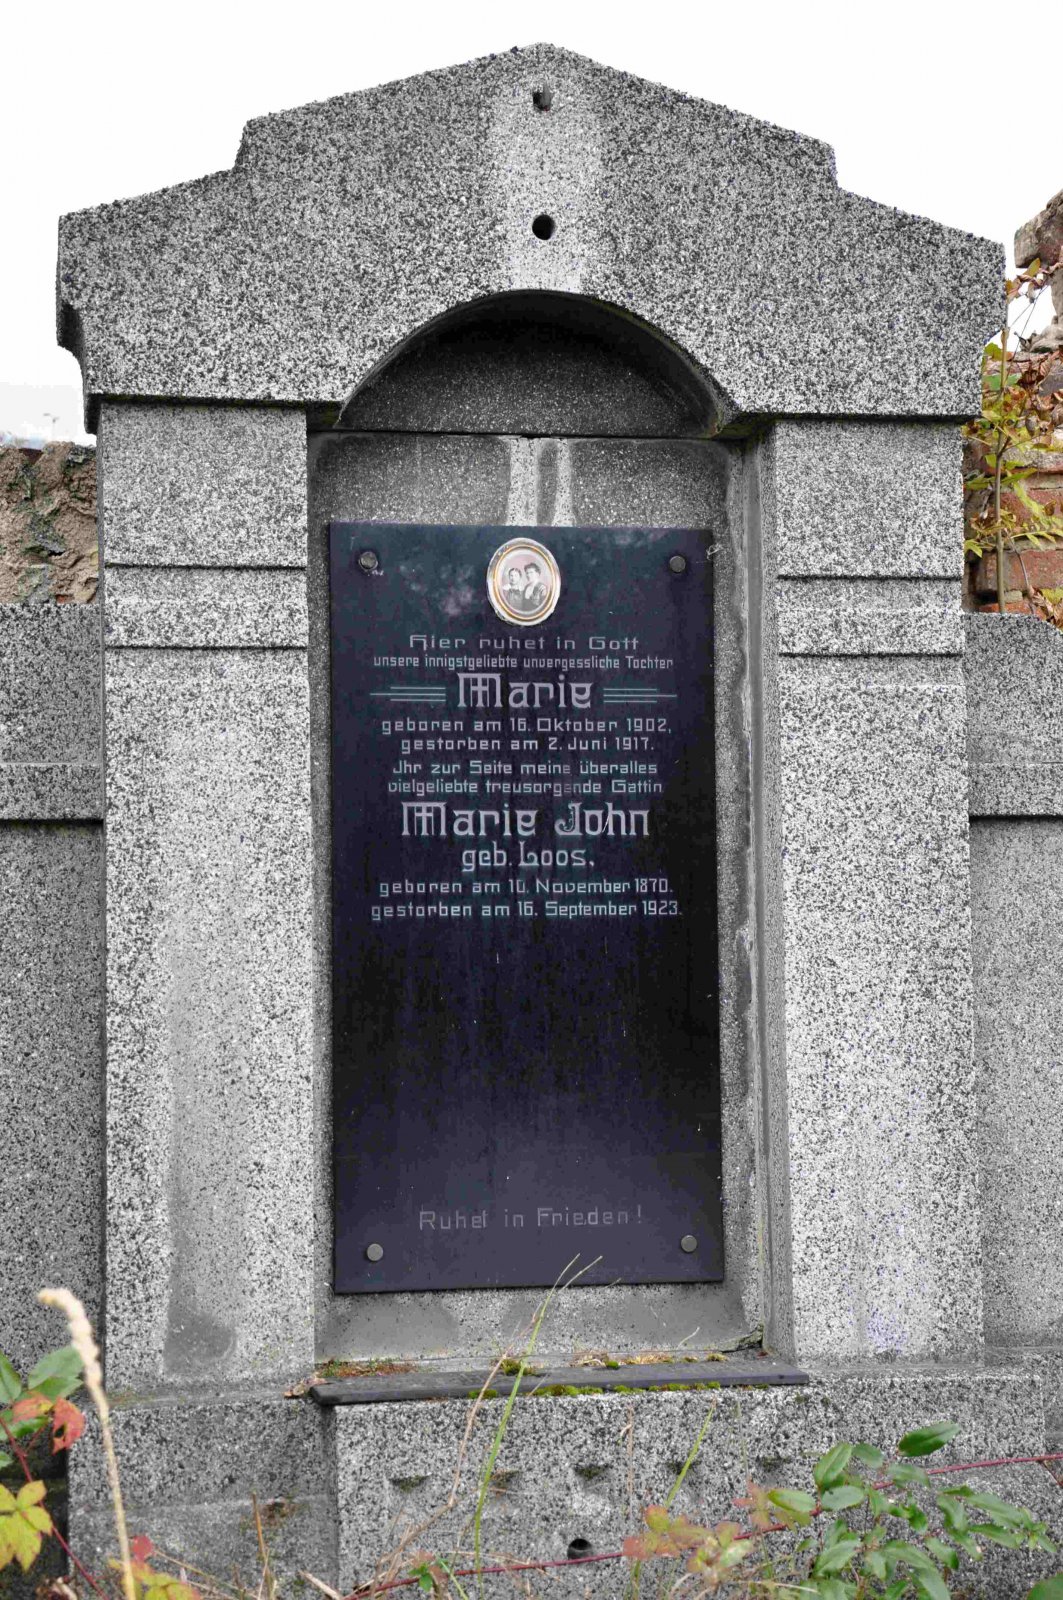 Hier ruhet in Gott
unsere innigstgeliebte unvergessliche Tochter
Marie
geboren am 16. Oktober 1902,
gestorben am 2. Juni 1917.
Jhr zur Seite meine überalles
vielgeliebte treusorgende Gattin
Marie John
geb. Loos,
geboren am 10. November 1870.
gestorben am 16. September 1923.
Ruhet in Frieden!